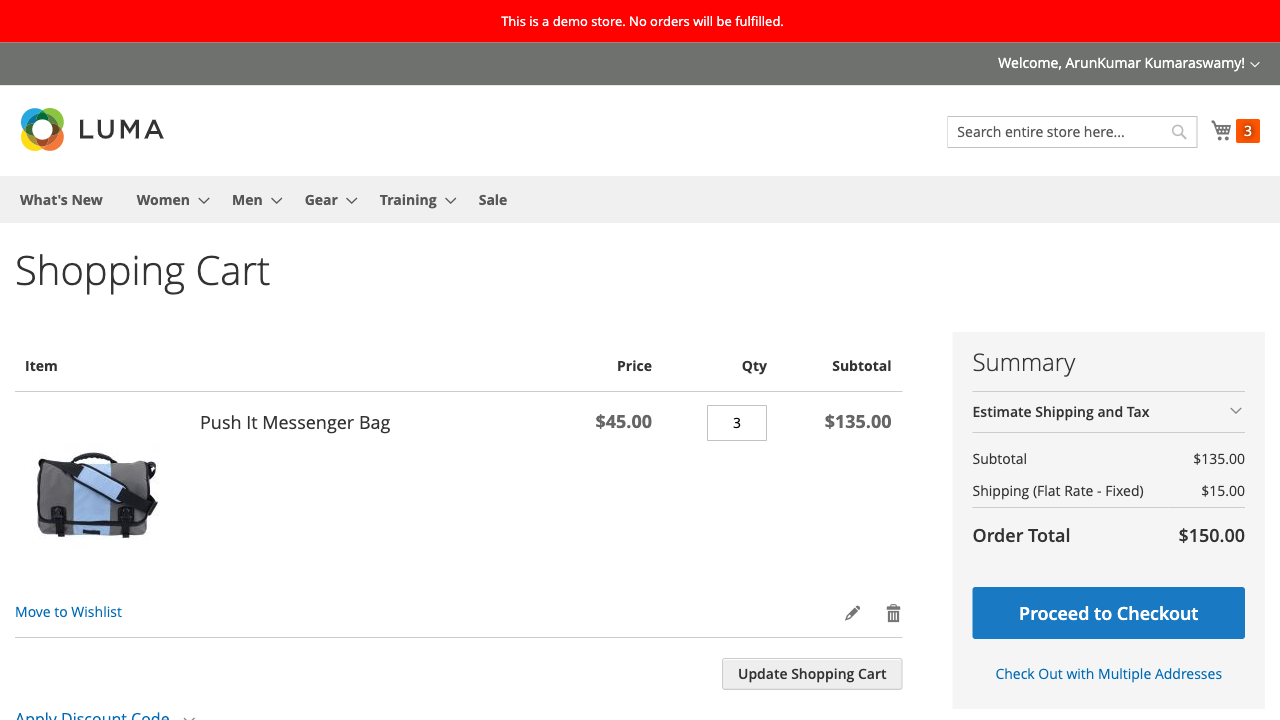 This is a demo store. No orders will be fulfilled.
Welcome, ArunKumar Kumaraswamy!
LUMA
Search entire store here...
3
What's New Women Men Gear Training Sale
Shopping Cart
Item Price Qty Subtotal
Push It Messenger Bag $45.00 3 $135.00
Move to Wishlist
Update Shopping Cart
Apply Discount Code
Summary
Estimate Shipping and Tax
Subtotal $135.00
Shipping (Flat Rate - Fixed) $15.00
Order Total $150.00
Proceed to Checkout
Check Out with Multiple Addresses